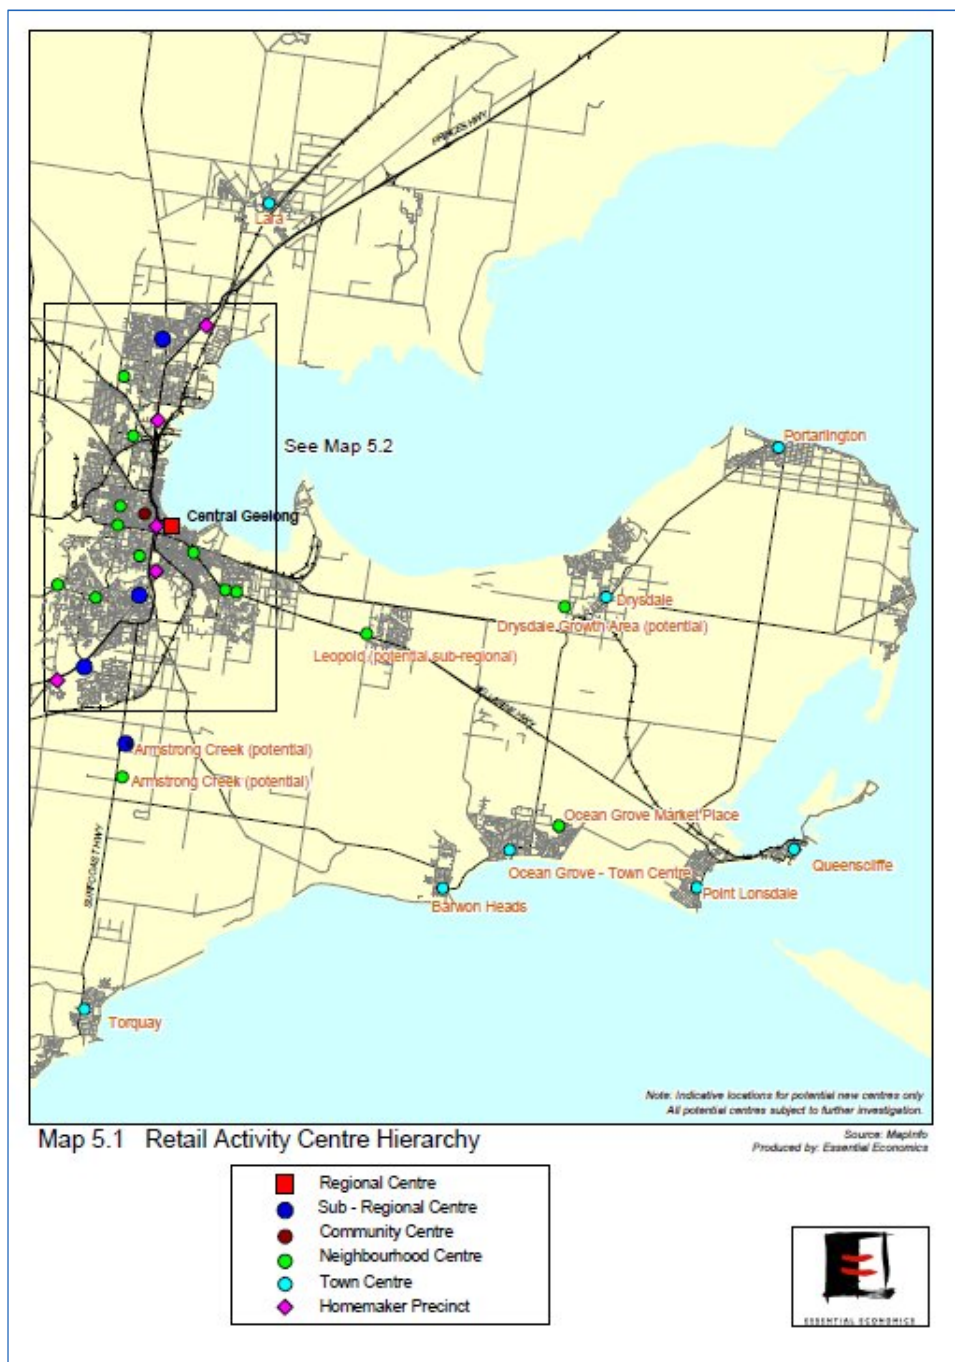 PRINCES HWY
Lara
See Map 5.2
Portarlington
Central Geelong
Drysdale
Drysdale Growth Area (potential)
Leopold (potential sub-regional)
BELLARINE HWY
Armstrong Creek (potential)
Armstrong Creek (potential)
Ocean Grove Market Place
SURFCOAST HWY
Ocean Grove - Town Centre
Queenscliffe
Point Lonsdale
Barwon Heads
Torquay
Note: Indicative locations for potential new centres only
All potential centres subject to further investigation.
Map 5.1 Retail Activity Centre Hierarchy
Source: MapInfo
Produced by: Essential Economics
Regional Centre
Sub - Regional Centre
Community Centre
Neighbourhood Centre
Town Centre
Homemaker Precinct
ESSENTIAL ECONOMICS